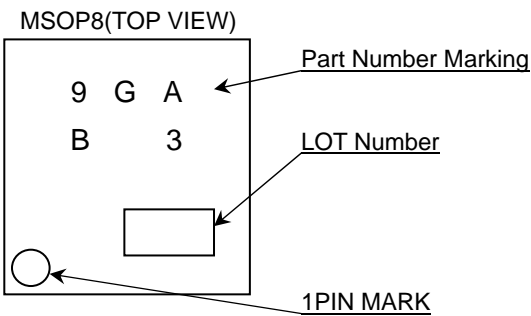 MSOP8(TOP VIEW)
Part Number Marking
9 G A
B 3
LOT Number
1PIN MARK